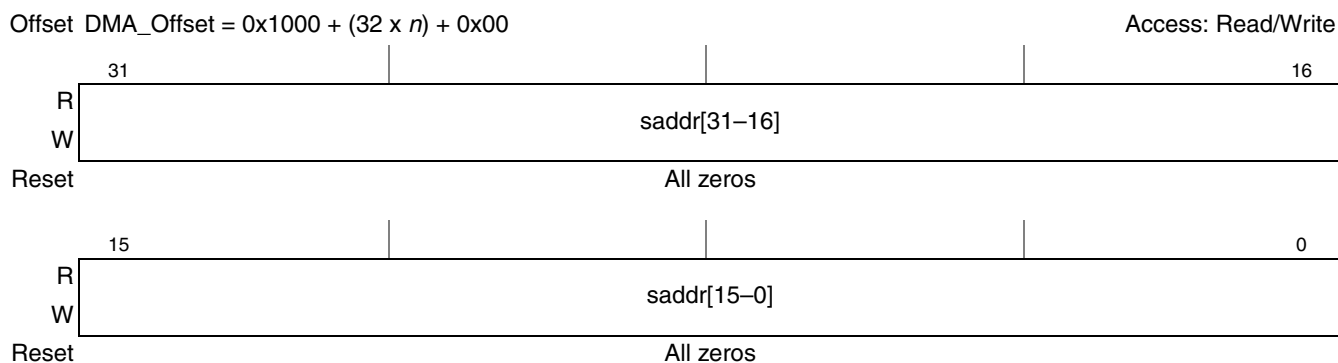 Offset DMA_Offset = 0x1000 + (32 x n) + 0x00 Access: Read/Write
31 16
R
saddr[31–16]
W
Reset All zeros
15 0
R
saddr[15–0]
W
Reset All zeros